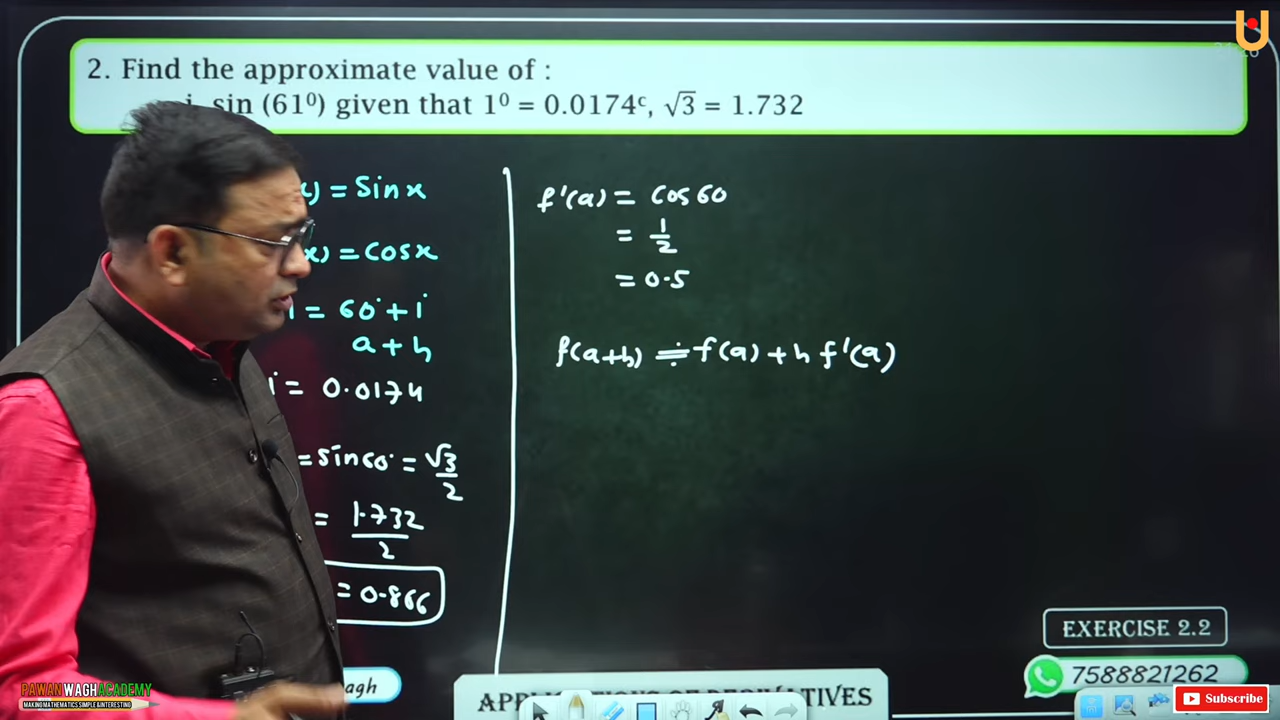 2. Find the approximate value of :
sin (61⁰) given that 1⁰ = 0.0174ᶜ, √3 = 1.732
) = Sin x
x) = cos x
= 60° + 1°
a + h
1° = 0.0174
= sin 60° = √3/2
= 1.732/2
= 0.866
f'(a) = cos 60
= 1/2
= 0.5
f(a+h) ≑ f(a) + h f'(a)
EXERCISE 2.2
7588821262
agh
PAWAN WAGH ACADEMY
MAKING MATHEMATICS SIMPLE & INTERESTING
Subscribe